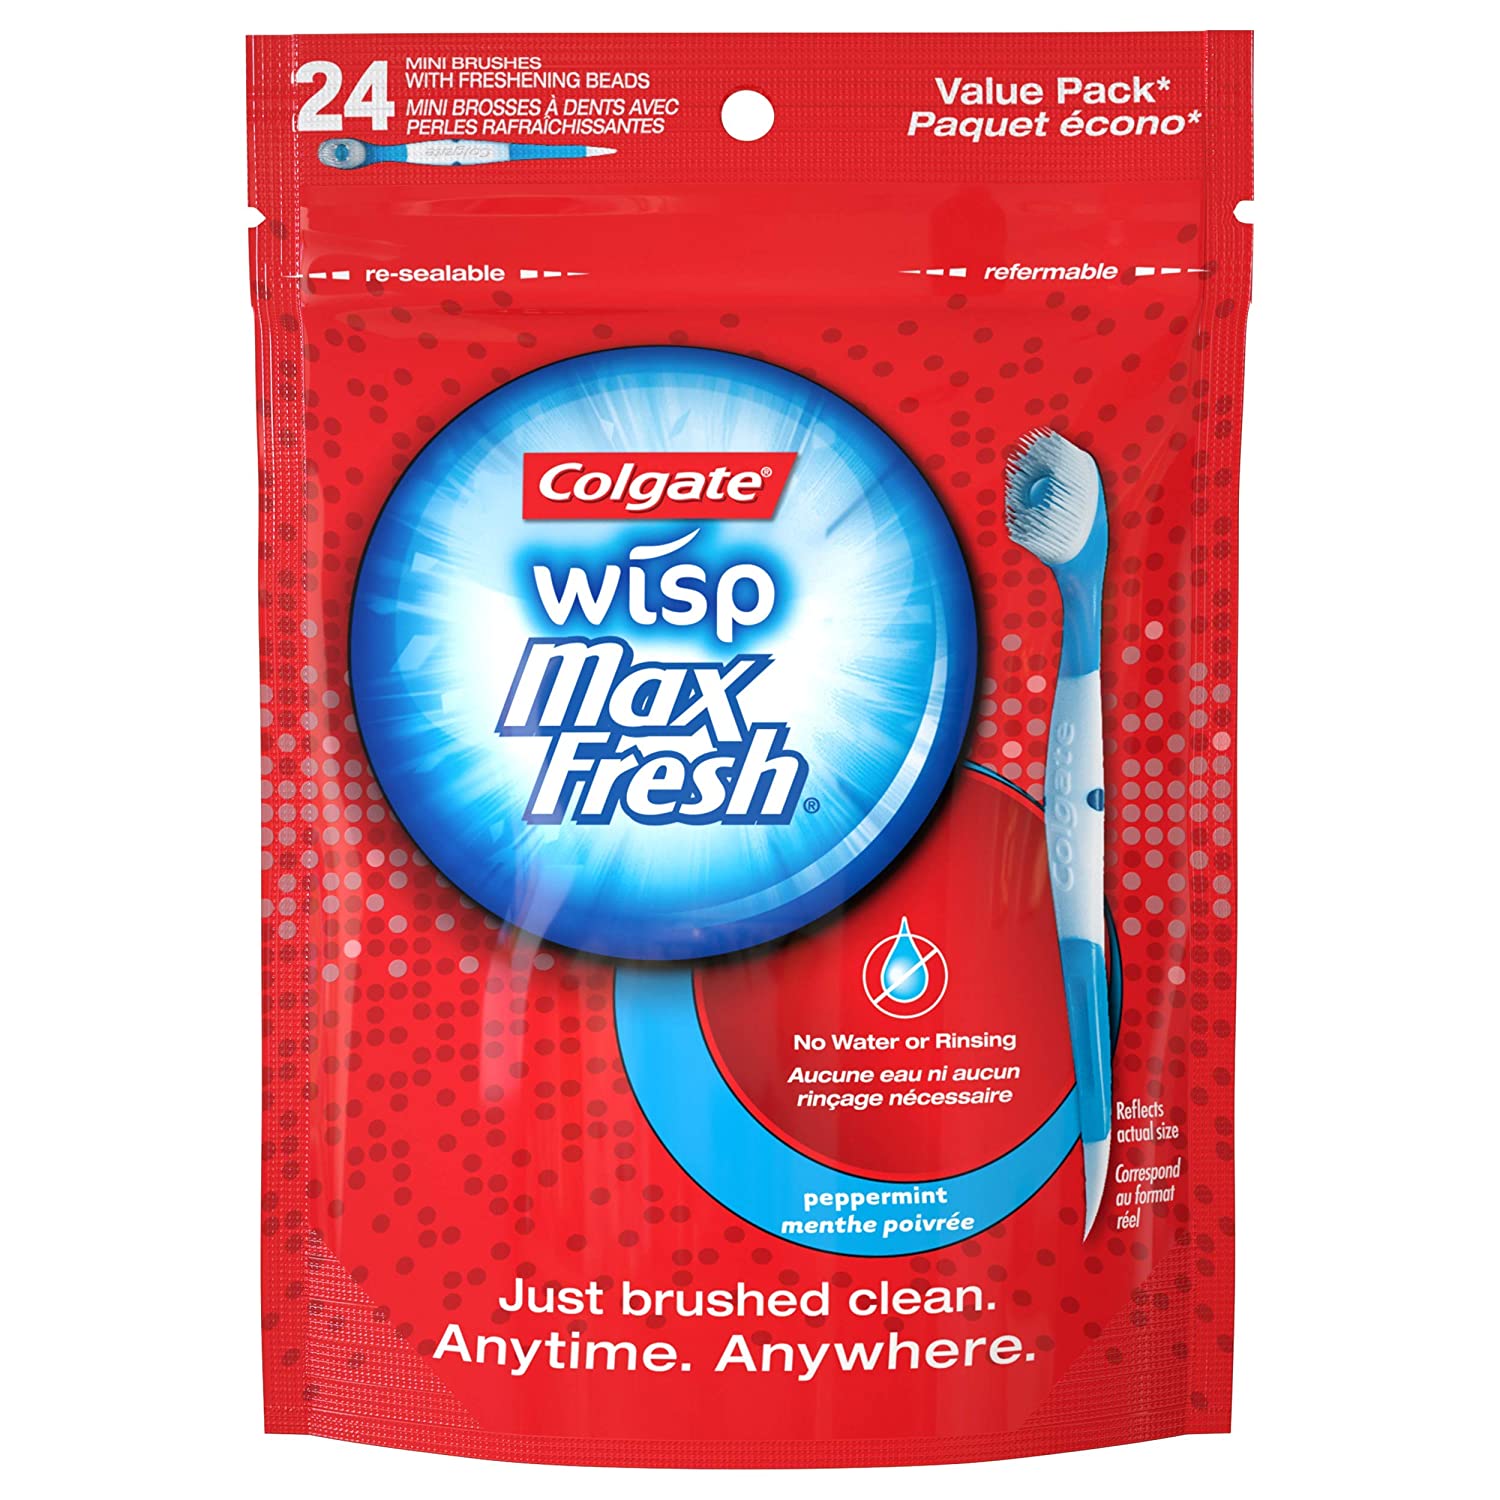 24
MINI BRUSHES
WITH FRESHENING BEADS
MINI BROSSES À DENTS AVEC
PERLES RAFRAÎCHISSANTES
Colgate
Value Pack*
Paquet écono*
re-sealable
refermable
Colgate®
wisp
Max
Fresh®
Colgate
No Water or Rinsing
Aucune eau ni aucun
rinçage nécessaire
Reflects
actual size
Correspond
au format
réel
peppermint
menthe poivrée
Just brushed clean.
Anytime. Anywhere.